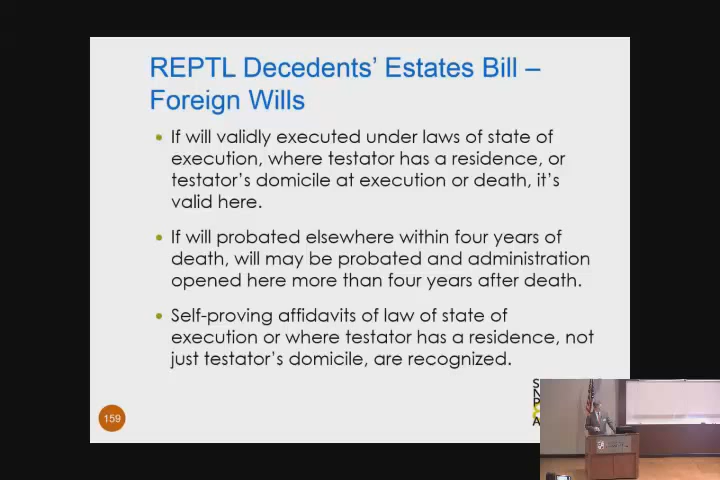 REPTL Decedents’ Estates Bill –
Foreign Wills
• If will validly executed under laws of state of
execution, where testator has a residence, or
testator’s domicile at execution or death, it’s
valid here.
• If will probated elsewhere within four years of
death, will may be probated and administration
opened here more than four years after death.
• Self-proving affidavits of law of state of
execution or where testator has a residence, not
just testator’s domicile, are recognized.
159
S
N
P
A